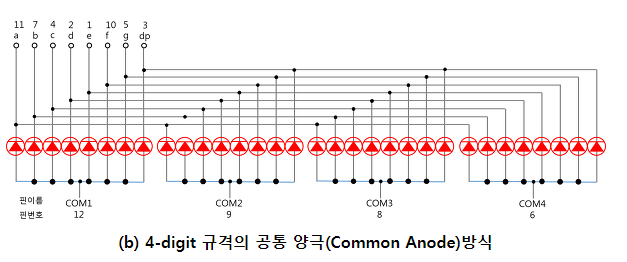 11 7 4 2 1 10 5 3
a b c d e f g dp
핀이름 COM1 COM2 COM3 COM4
핀번호 12 9 8 6
(b) 4-digit 규격의 공통 양극(Common Anode)방식